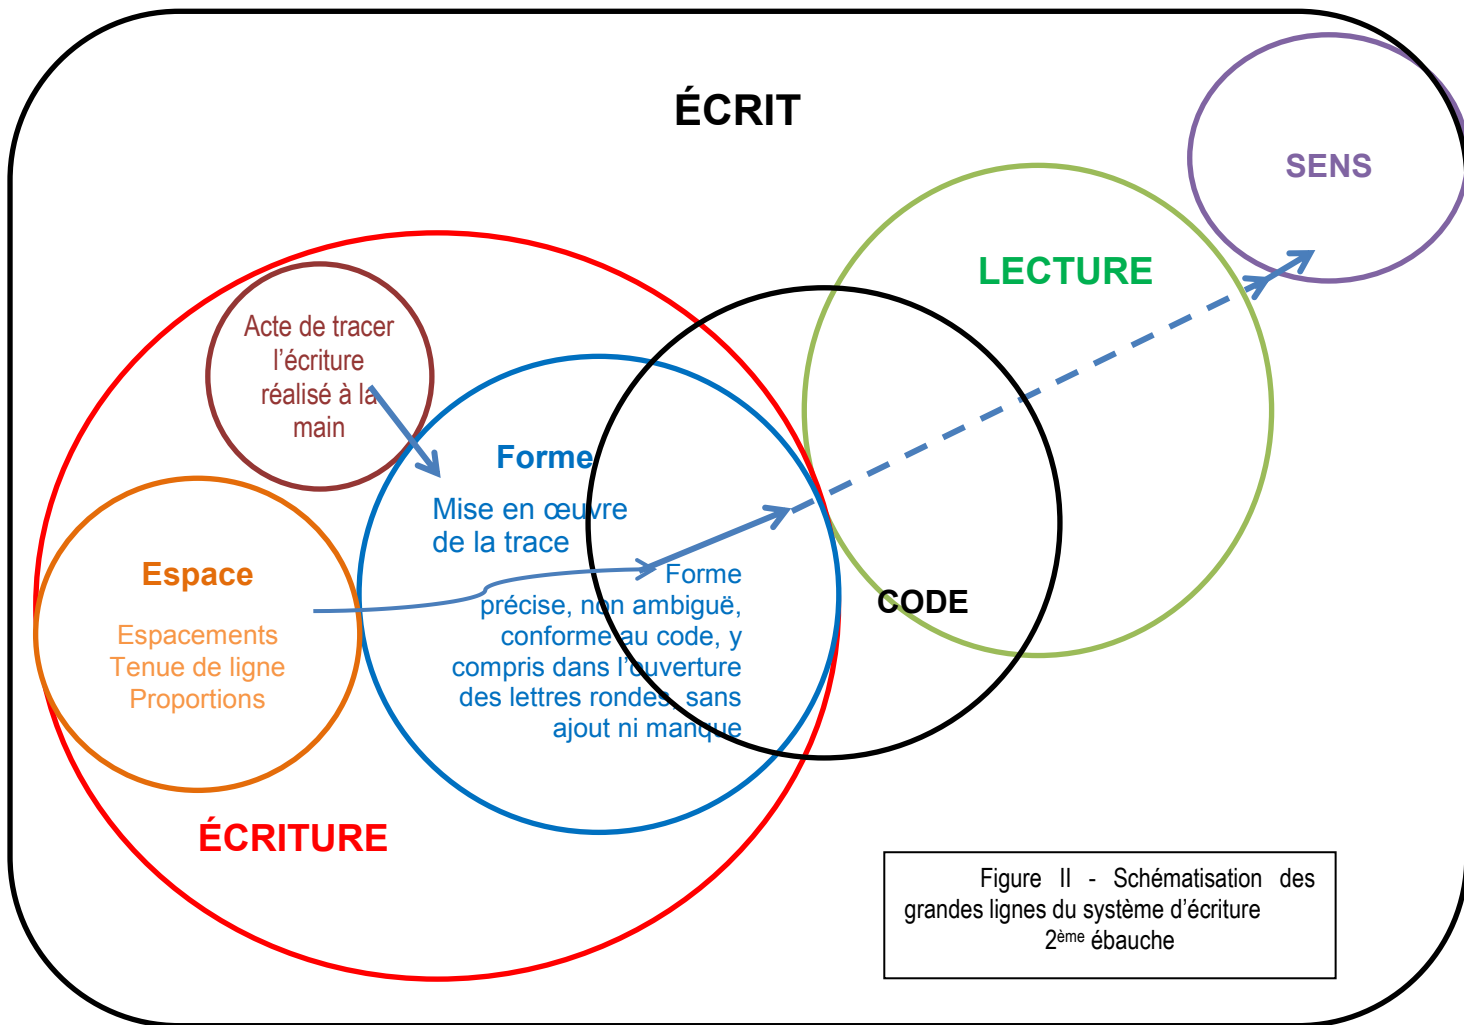 ÉCRIT
SENS
LECTURE
Acte de tracer
l’écriture
réalisé à la
main
Forme
Mise en œuvre
de la trace
Espace
Espacements
Tenue de ligne
Proportions
Forme
précise, non ambiguë,
conforme au code, y
compris dans l’ouverture
des lettres rondes, sans
ajout ni manque
CODE
ÉCRITURE
Figure II - Schématisation des
grandes lignes du système d’écriture
2ème ébauche